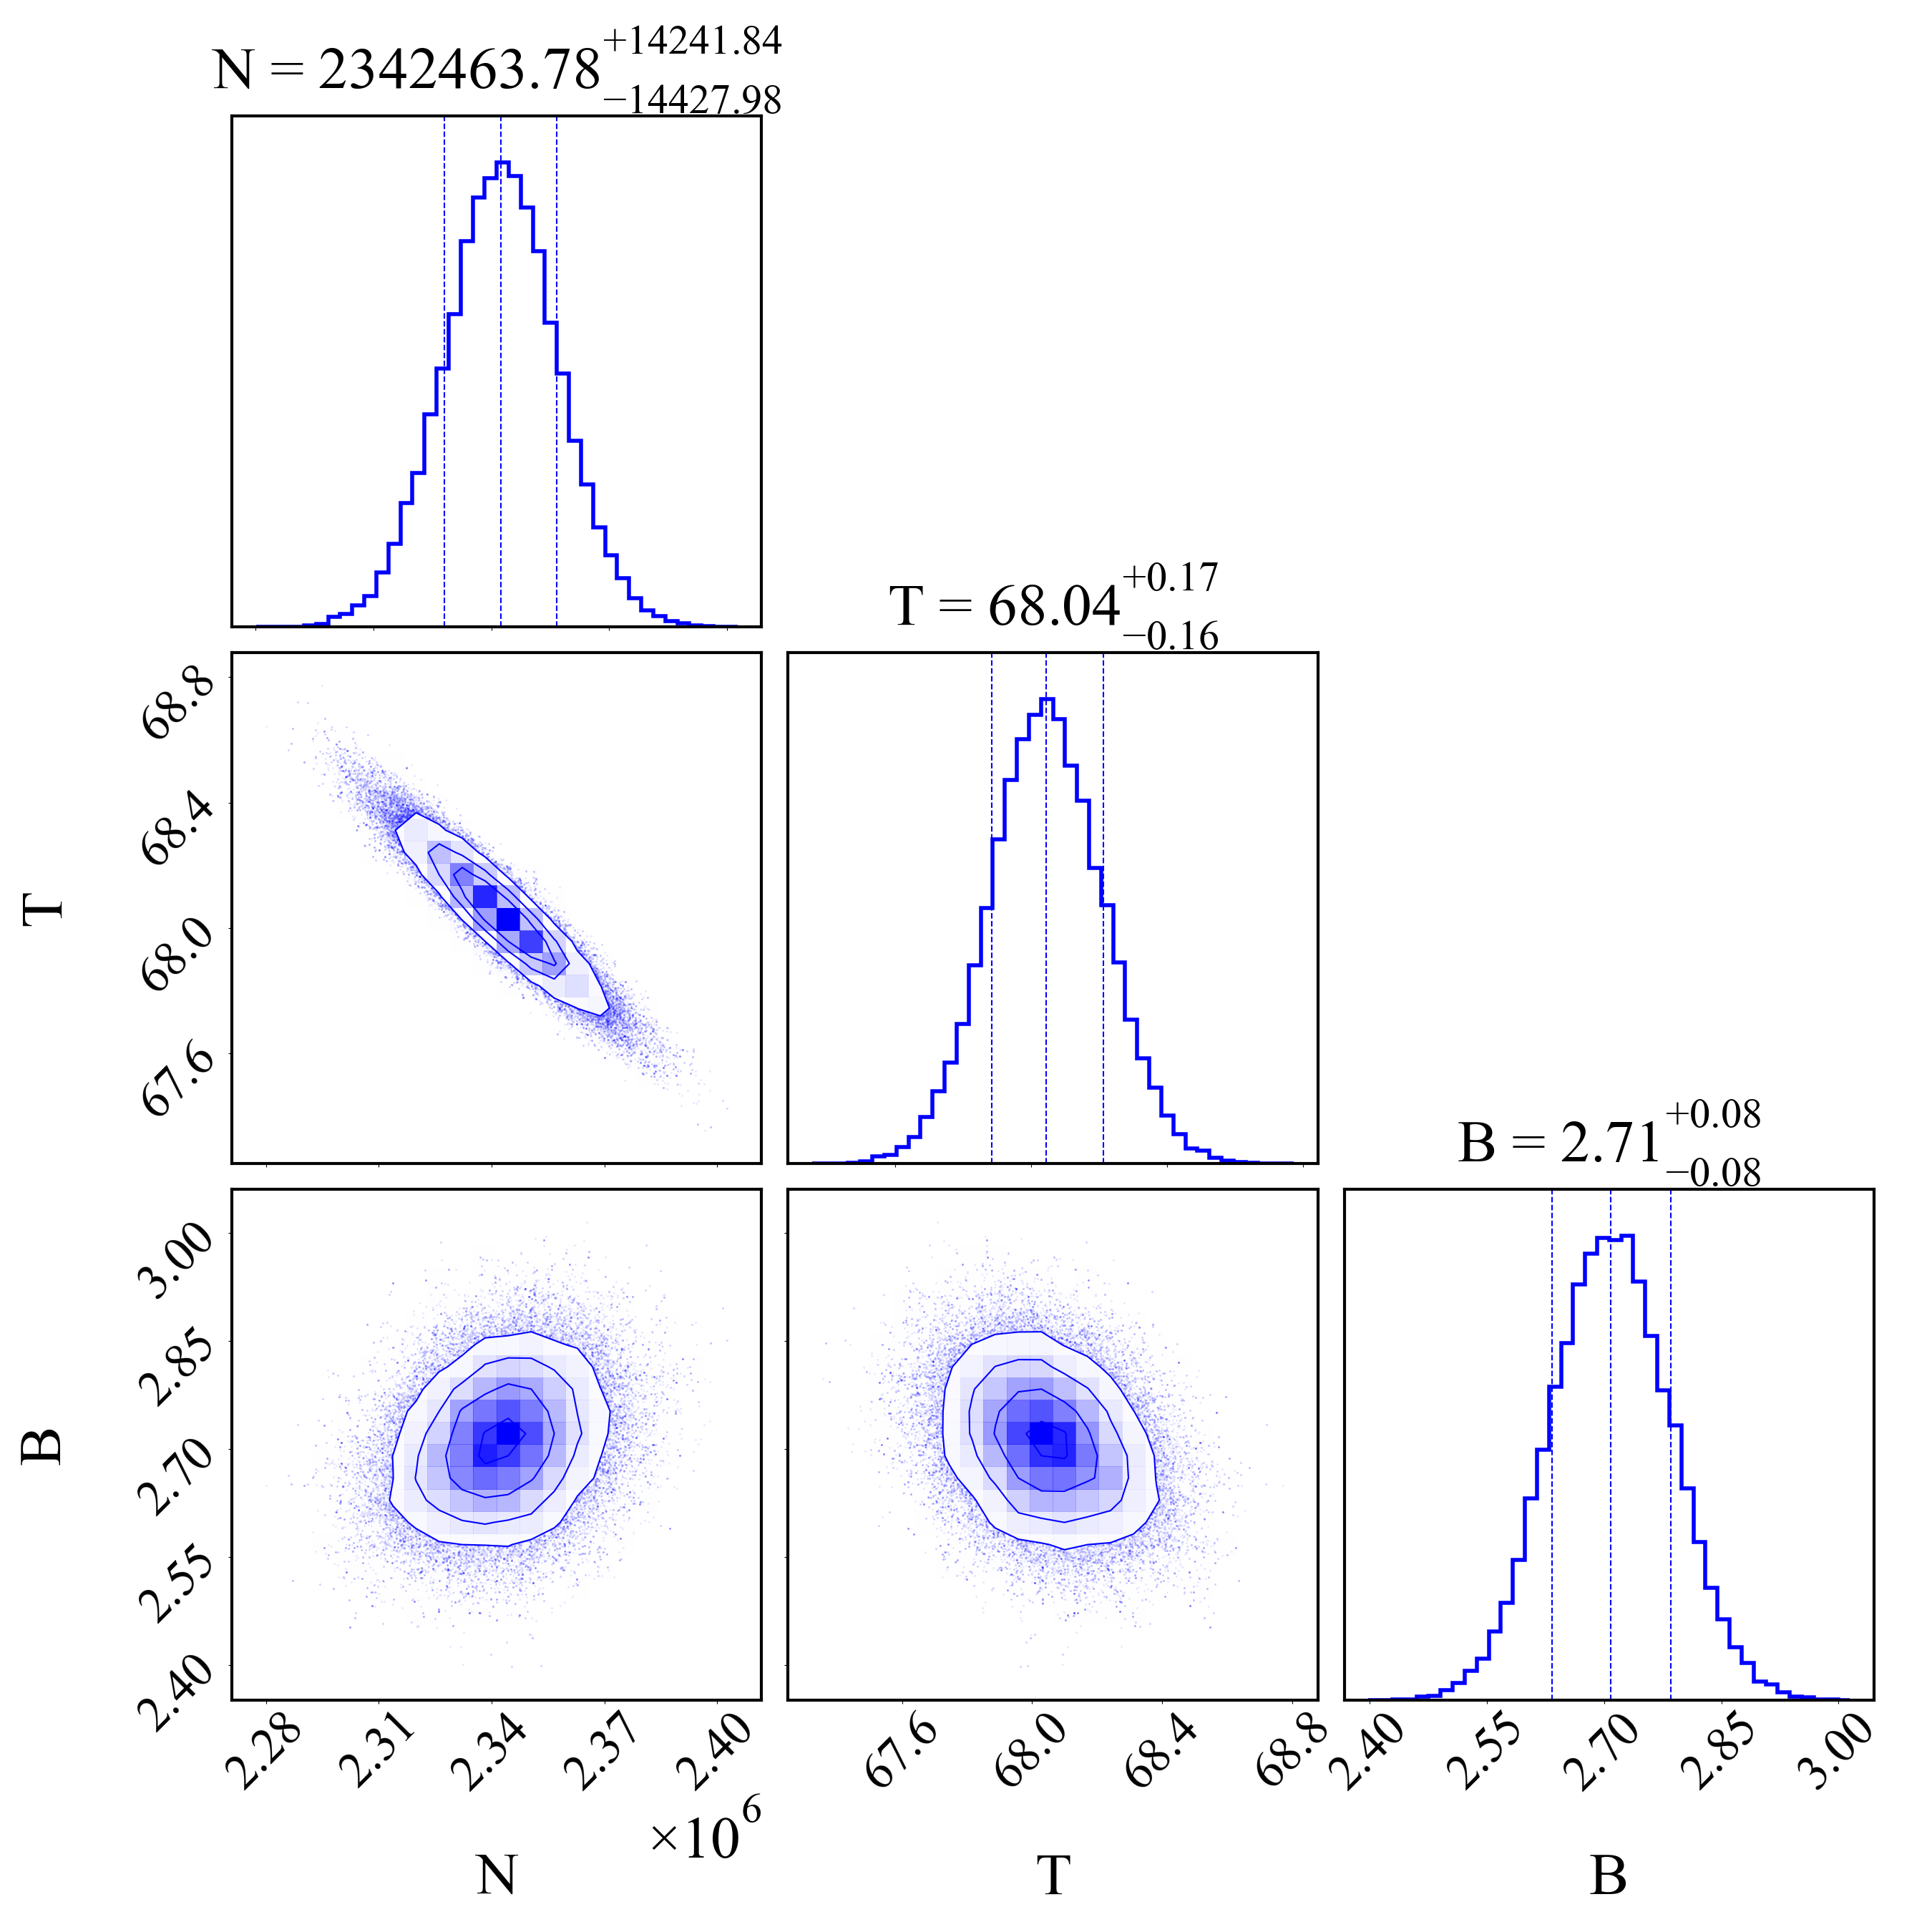 N = 2342463.78 +14241.84 −14427.98
T = 68.04 +0.17 −0.16
68.8
68.4
68.0
67.6
T
B = 2.71 +0.08 −0.08
3.00
2.85
2.70
2.55
2.40
B
2.28 2.31 2.34 2.37 2.40 67.6 68.0 68.4 68.8 2.40 2.55 2.70 2.85 3.00
×10⁶
N T B